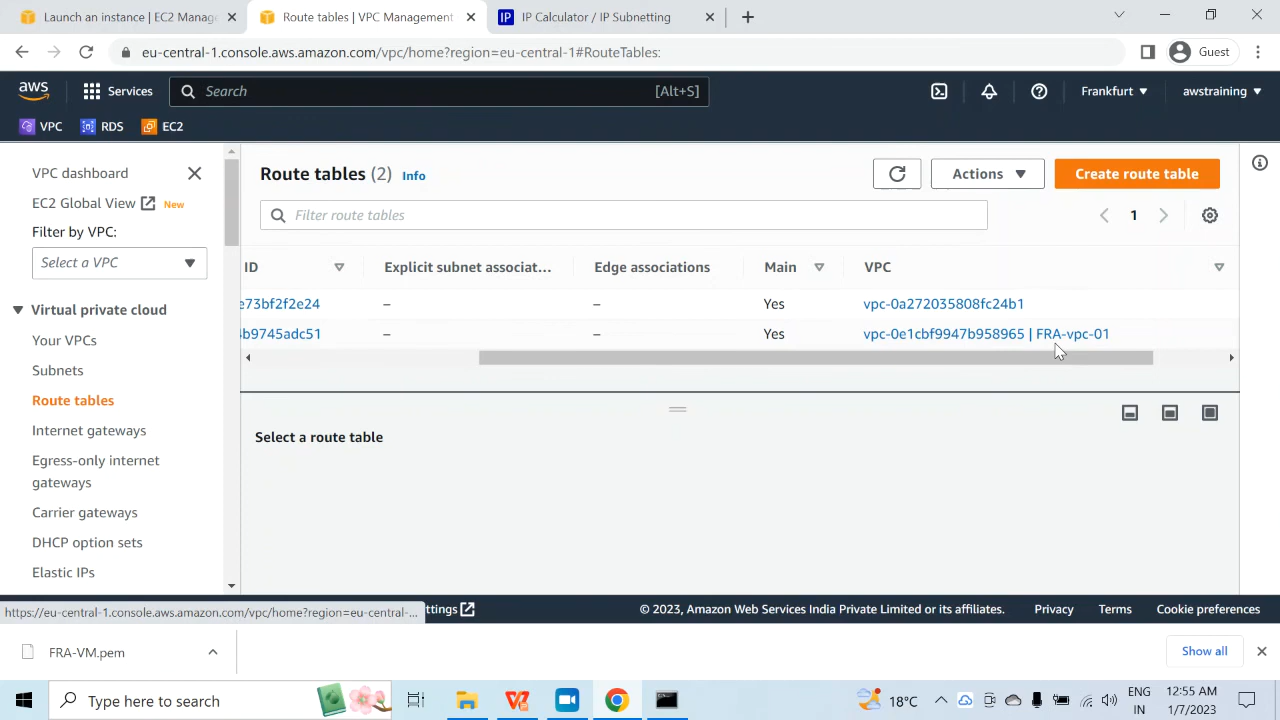 Launch an instance | EC2 Manag
Route tables | VPC Management
IP
IP Calculator / IP Subnetting
eu-central-1.console.aws.amazon.com/vpc/home?region=eu-central-1#RouteTables:
Guest
aws
Services
Search
[Alt+S]
Frankfurt
awstraining
VPC
RDS
EC2
VPC dashboard
EC2 Global View
New
Filter by VPC:
Select a VPC
Virtual private cloud
Your VPCs
Subnets
Route tables
Internet gateways
Egress-only internet
gateways
Carrier gateways
DHCP option sets
Elastic IPs
Route tables (2) Info
Actions
Create route table
Filter route tables
1
ID
Explicit subnet associat...
Edge associations
Main
VPC
e73bf2f2e24
–
–
Yes
vpc-0a272035808fc24b1
4b9745adc51
–
–
Yes
vpc-0e1cbf9947b958965 | FRA-vpc-01
Select a route table
https://eu-central-1.console.aws.amazon.com/vpc/home?region=eu-central-...
ttings
© 2023, Amazon Web Services India Private Limited or its affiliates.
Privacy
Terms
Cookie preferences
FRA-VM.pem
Show all
Type here to search
18°C
ENG
IN
12:55 AM
1/7/2023